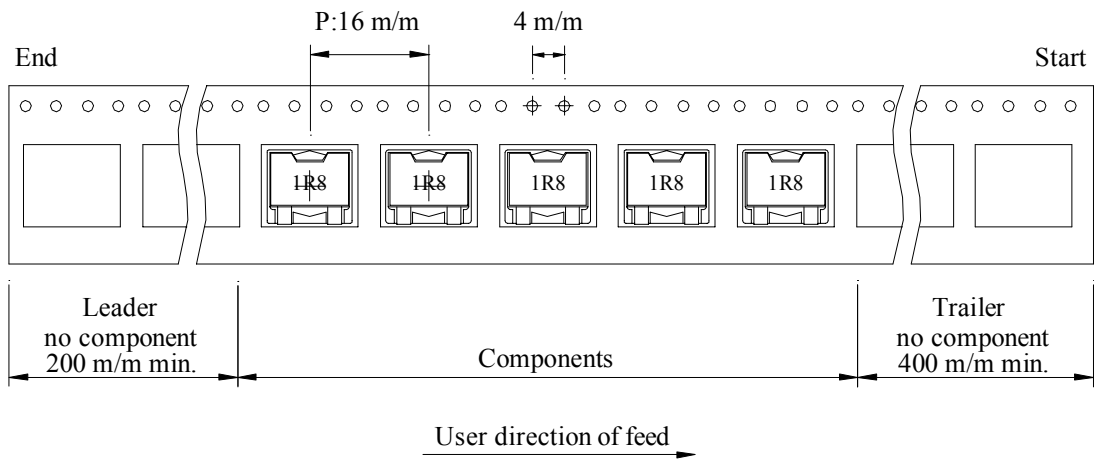 P:16 m/m
4 m/m
End
Start
1R8
1R8
1R8
1R8
1R8
Leader
no component
200 m/m min.
Components
Trailer
no component
400 m/m min.
User direction of feed